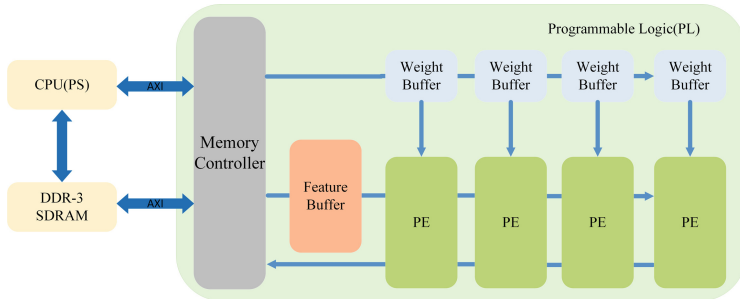 Programmable Logic(PL)
CPU(PS)
AXI
Memory
Controller
Weight
Buffer
Weight
Buffer
Weight
Buffer
Weight
Buffer
DDR-3
SDRAM
AXI
Feature
Buffer
PE
PE
PE
PE